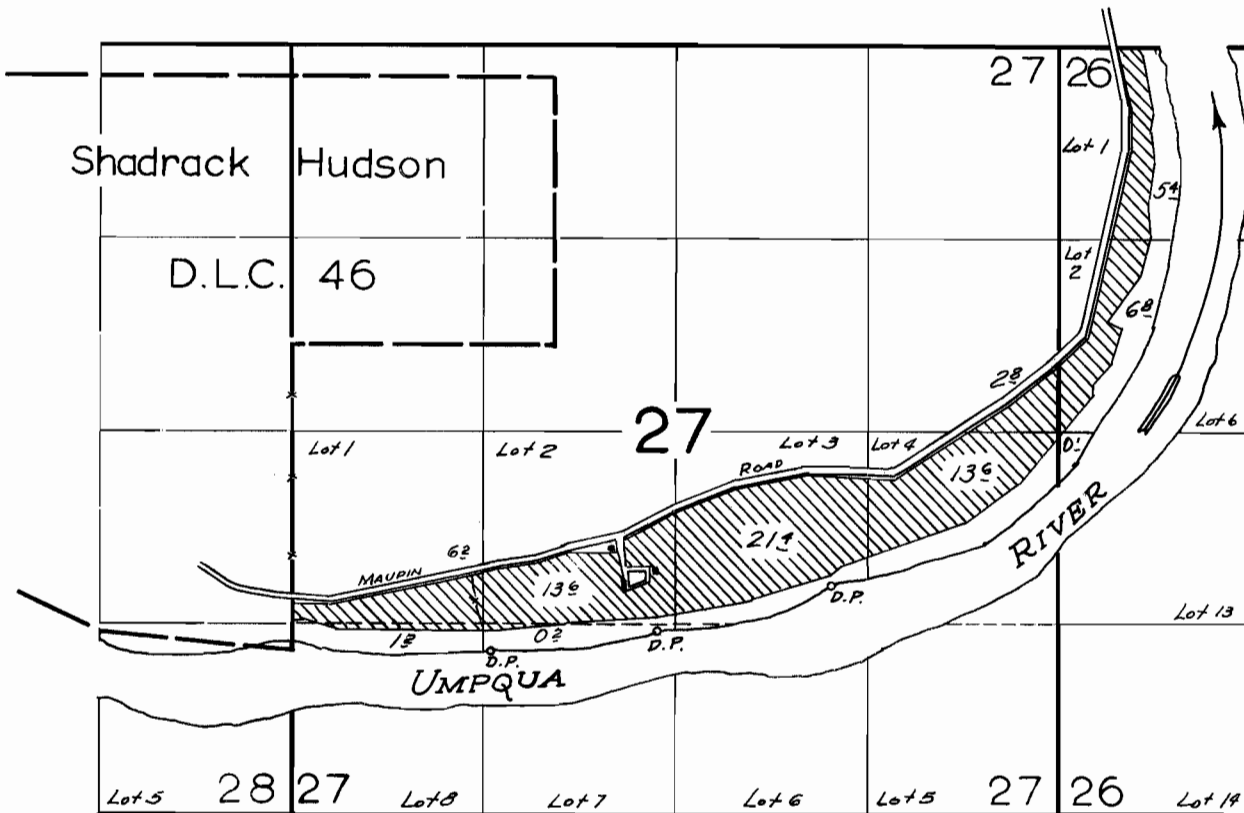 27 26
Shadrack Hudson
Lot 1
5 4
D.L.C. 46
Lot 2
6 8
2 8
27
Lot 6
Lot 1
Lot 2
Lot 3
Lot 4
0 1
ROAD
13 6
21 4
RIVER
6 2
MAUPIN
13 6
D.P.
Lot 13
0 2
D.P.
D.P.
UMPQUA
28 27
27 26
Lot 5
Lot 8
Lot 7
Lot 6
Lot 5
Lot 14